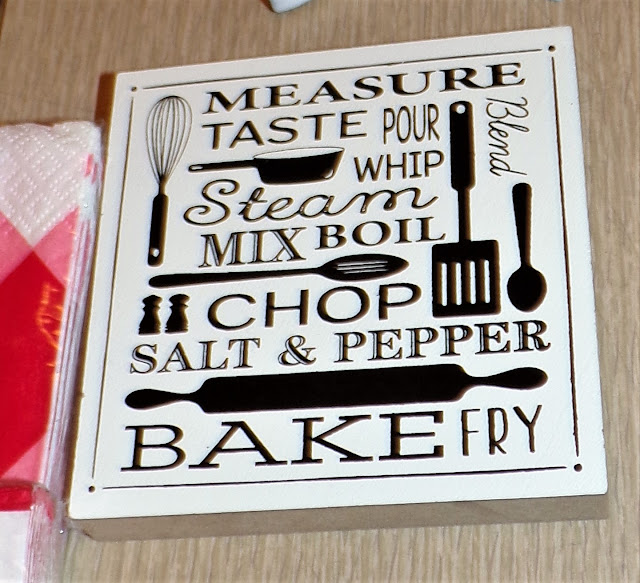 MEASURE
TASTE POUR
Blend
WHIP
Steam
MIX BOIL
CHOP
SALT & PEPPER
BAKE FRY